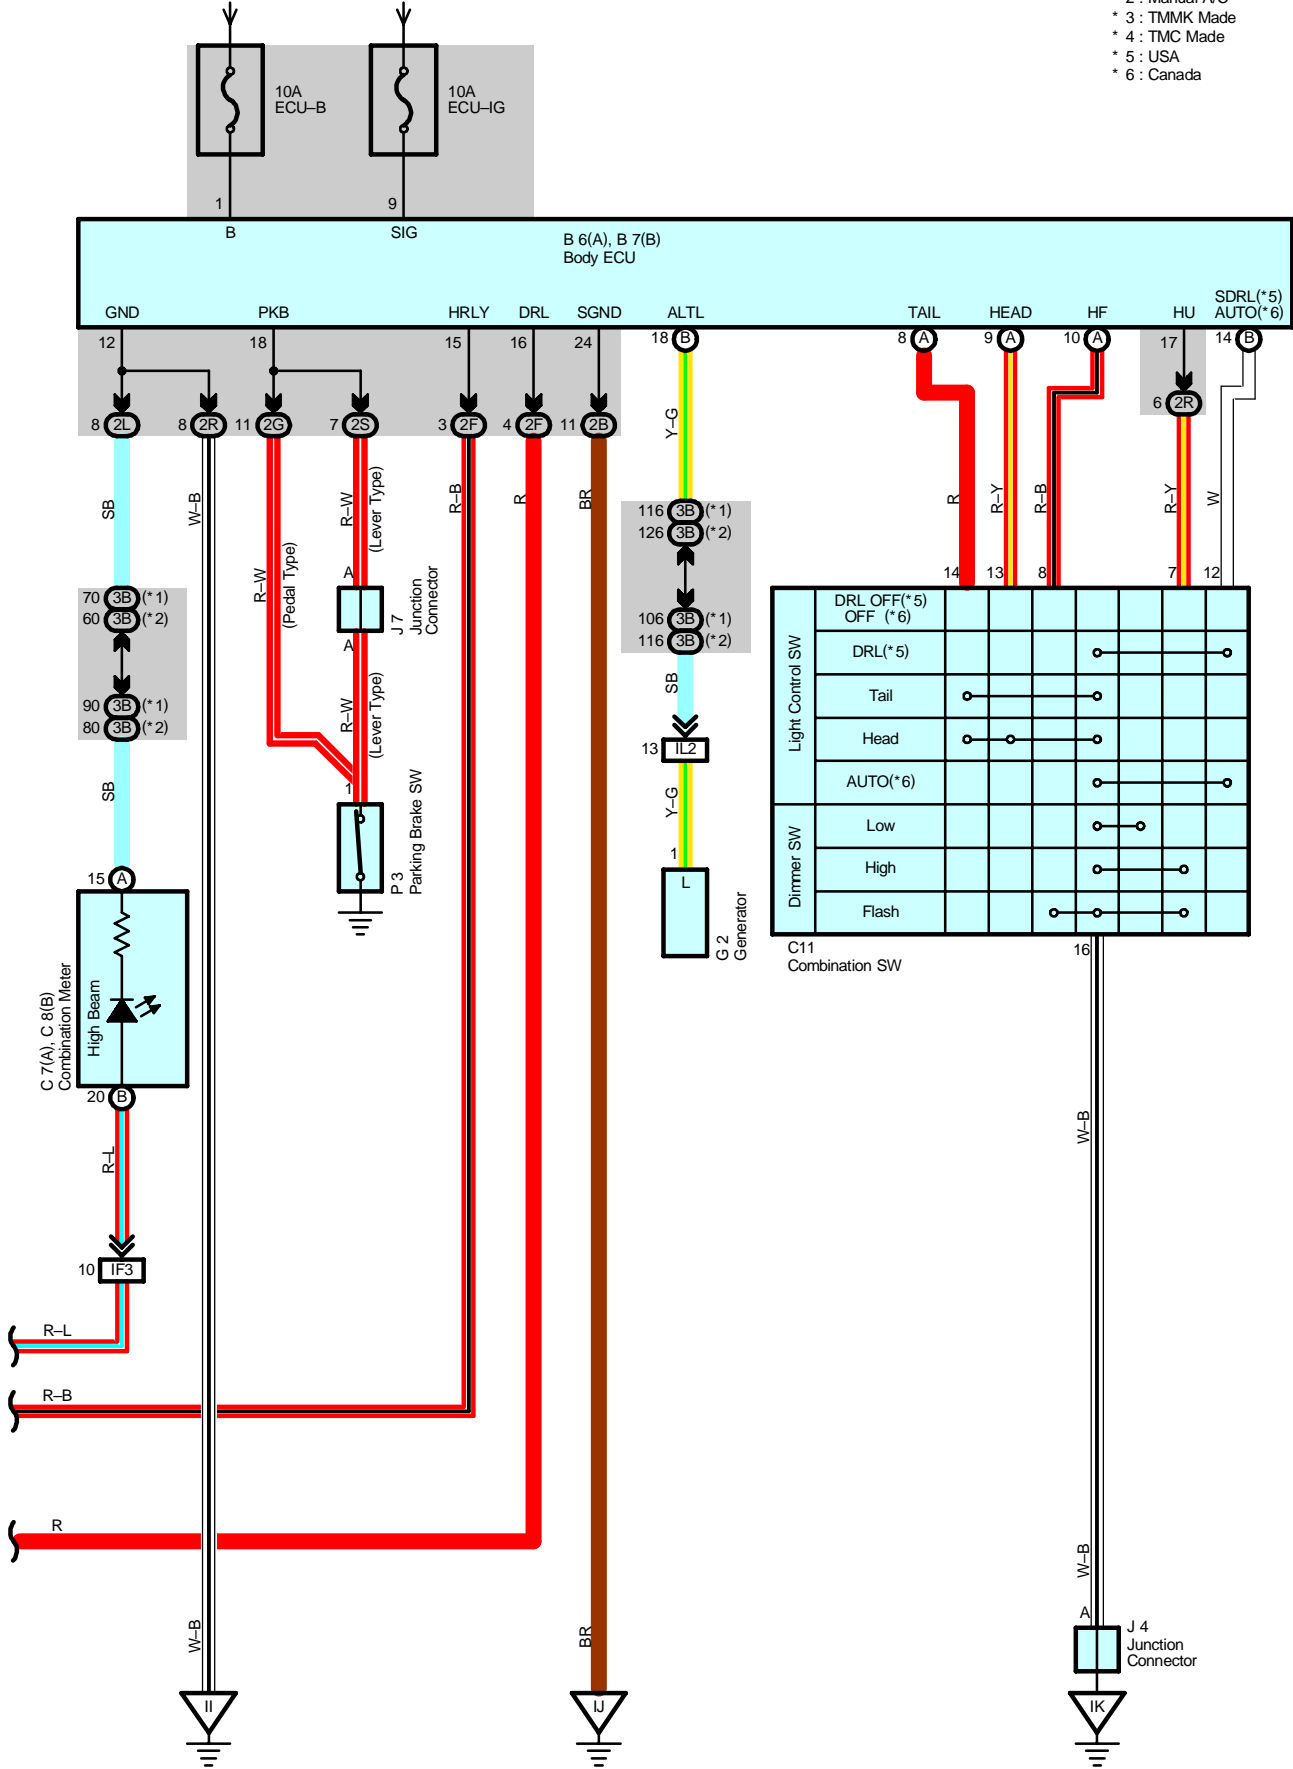 * 2 : Manual A/C
* 3 : TMMK Made
* 4 : TMC Made
* 5 : USA
* 6 : Canada
10A
ECU–B
10A
ECU–IG
1
9
B
SIG
B 6(A), B 7(B)
Body ECU
GND
PKB
HRLY
DRL
SGND
ALTL
TAIL
HEAD
HF
HU
SDRL(*5)
AUTO(*6)
12
18
15
16
24
18 B
8 A
9 A
10 A
17
14 B
8 2L
8 2R
11 2G
7 2S
3 2F
4 2F
11 2B
6 2R
SB
W–B
R–W
(Pedal Type)
R–W
(Lever Type)
R–B
R
BR
Y–G
R
R–Y
R–B
R–Y
W
116 3B (*1)
126 3B (*2)
106 3B (*1)
116 3B (*2)
70 3B (*1)
60 3B (*2)
90 3B (*1)
80 3B (*2)
A
J 7
Junction
Connector
A
R–W
(Lever Type)
1
P 3
Parking Brake SW
SB
13 IL2
Y–G
1
L
G 2
Generator
14
13
8
7
12
Light Control SW
DRL OFF(*5)
OFF (*6)
DRL(*5)
Tail
Head
AUTO(*6)
Dimmer SW
Low
High
Flash
C11
Combination SW
16
SB
15 A
High Beam
C 7(A), C 8(B)
Combination Meter
20 B
R–L
10 IF3
R–L
R–B
R
W–B
W–B
BR
W–B
A
J 4
Junction
Connector
II
IJ
IK